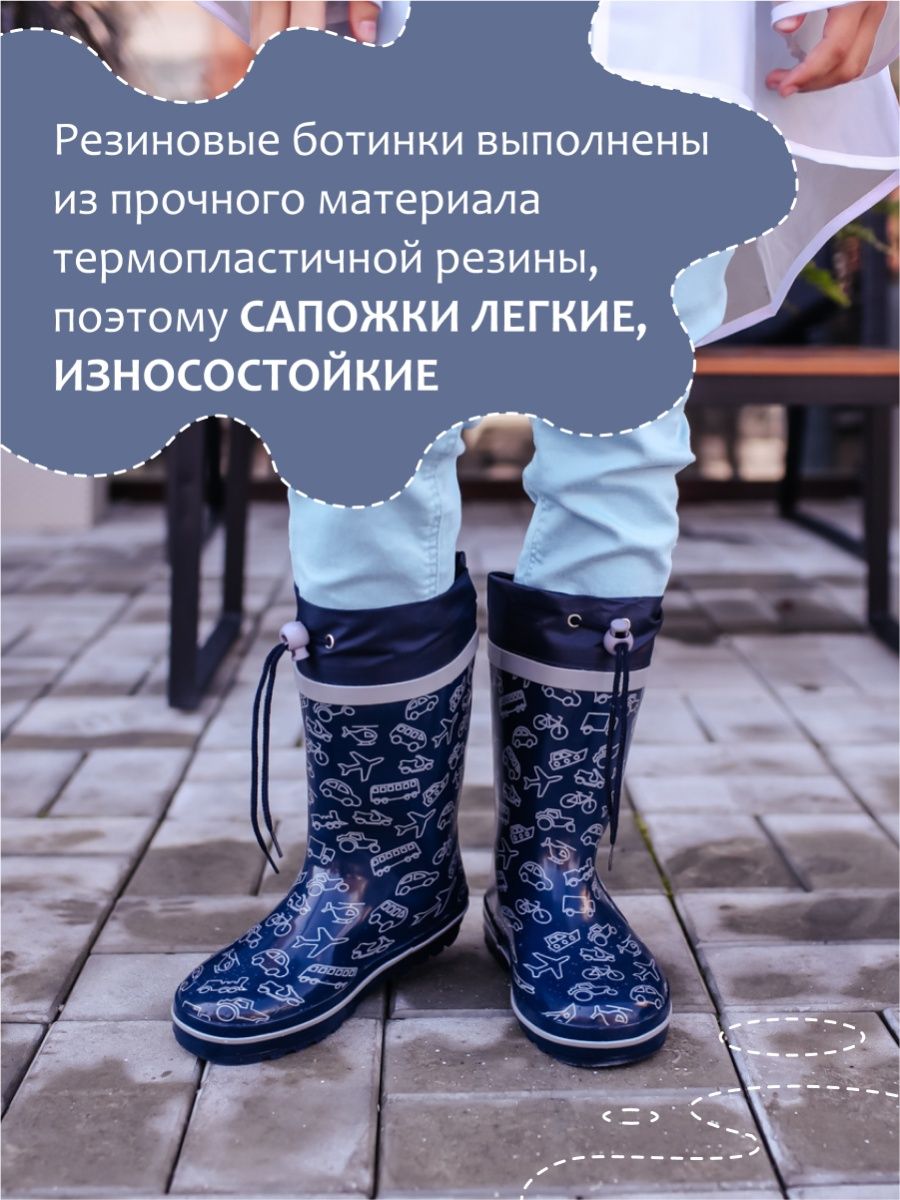 Резиновые ботинки выполнены
из прочного материала
термопластичной резины,
поэтому САПОЖКИ ЛЕГКИЕ,
ИЗНОСОСТОЙКИЕ